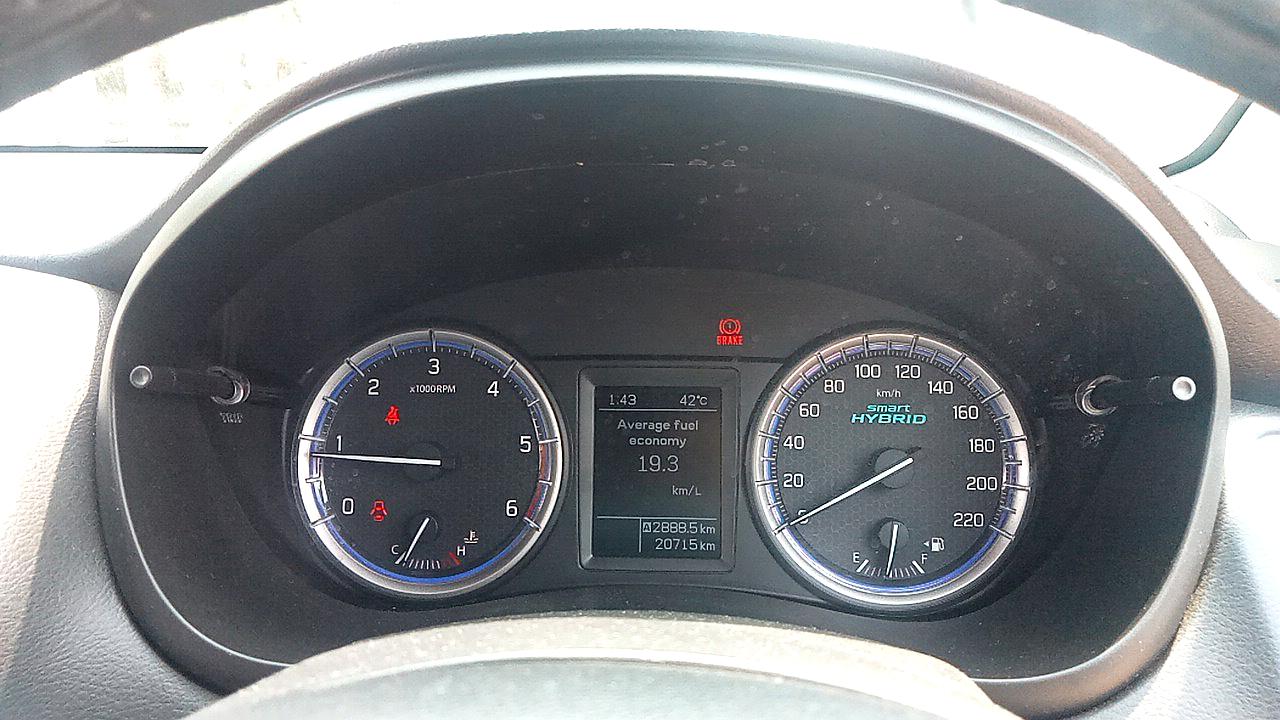 BRAKE
3
2
4
x1000RPM
1
5
0
6
C
H
TRIP
1:43 42°C
Average fuel
economy
19.3
km/L
A 2888.5 km
20715 km
100 120
80 140
km/h
60 160
smart
HYBRID
40 180
20 200
0 220
E F